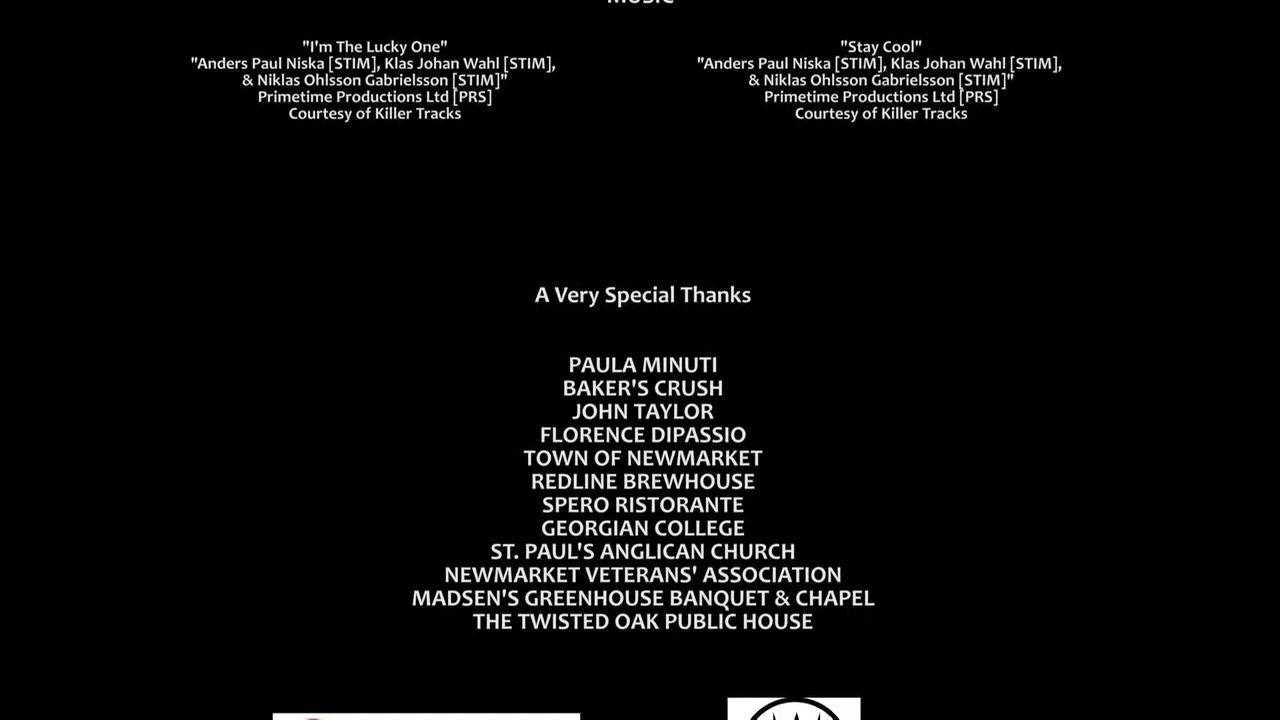 MUSIC
"I'm The Lucky One"
"Anders Paul Niska [STIM], Klas Johan Wahl [STIM],
& Niklas Ohlsson Gabrielsson [STIM]"
Primetime Productions Ltd [PRS]
Courtesy of Killer Tracks
"Stay Cool"
"Anders Paul Niska [STIM], Klas Johan Wahl [STIM],
& Niklas Ohlsson Gabrielsson [STIM]"
Primetime Productions Ltd [PRS]
Courtesy of Killer Tracks
A Very Special Thanks
PAULA MINUTI
BAKER'S CRUSH
JOHN TAYLOR
FLORENCE DIPASSIO
TOWN OF NEWMARKET
REDLINE BREWHOUSE
SPERO RISTORANTE
GEORGIAN COLLEGE
ST. PAUL'S ANGLICAN CHURCH
NEWMARKET VETERANS' ASSOCIATION
MADSEN'S GREENHOUSE BANQUET & CHAPEL
THE TWISTED OAK PUBLIC HOUSE